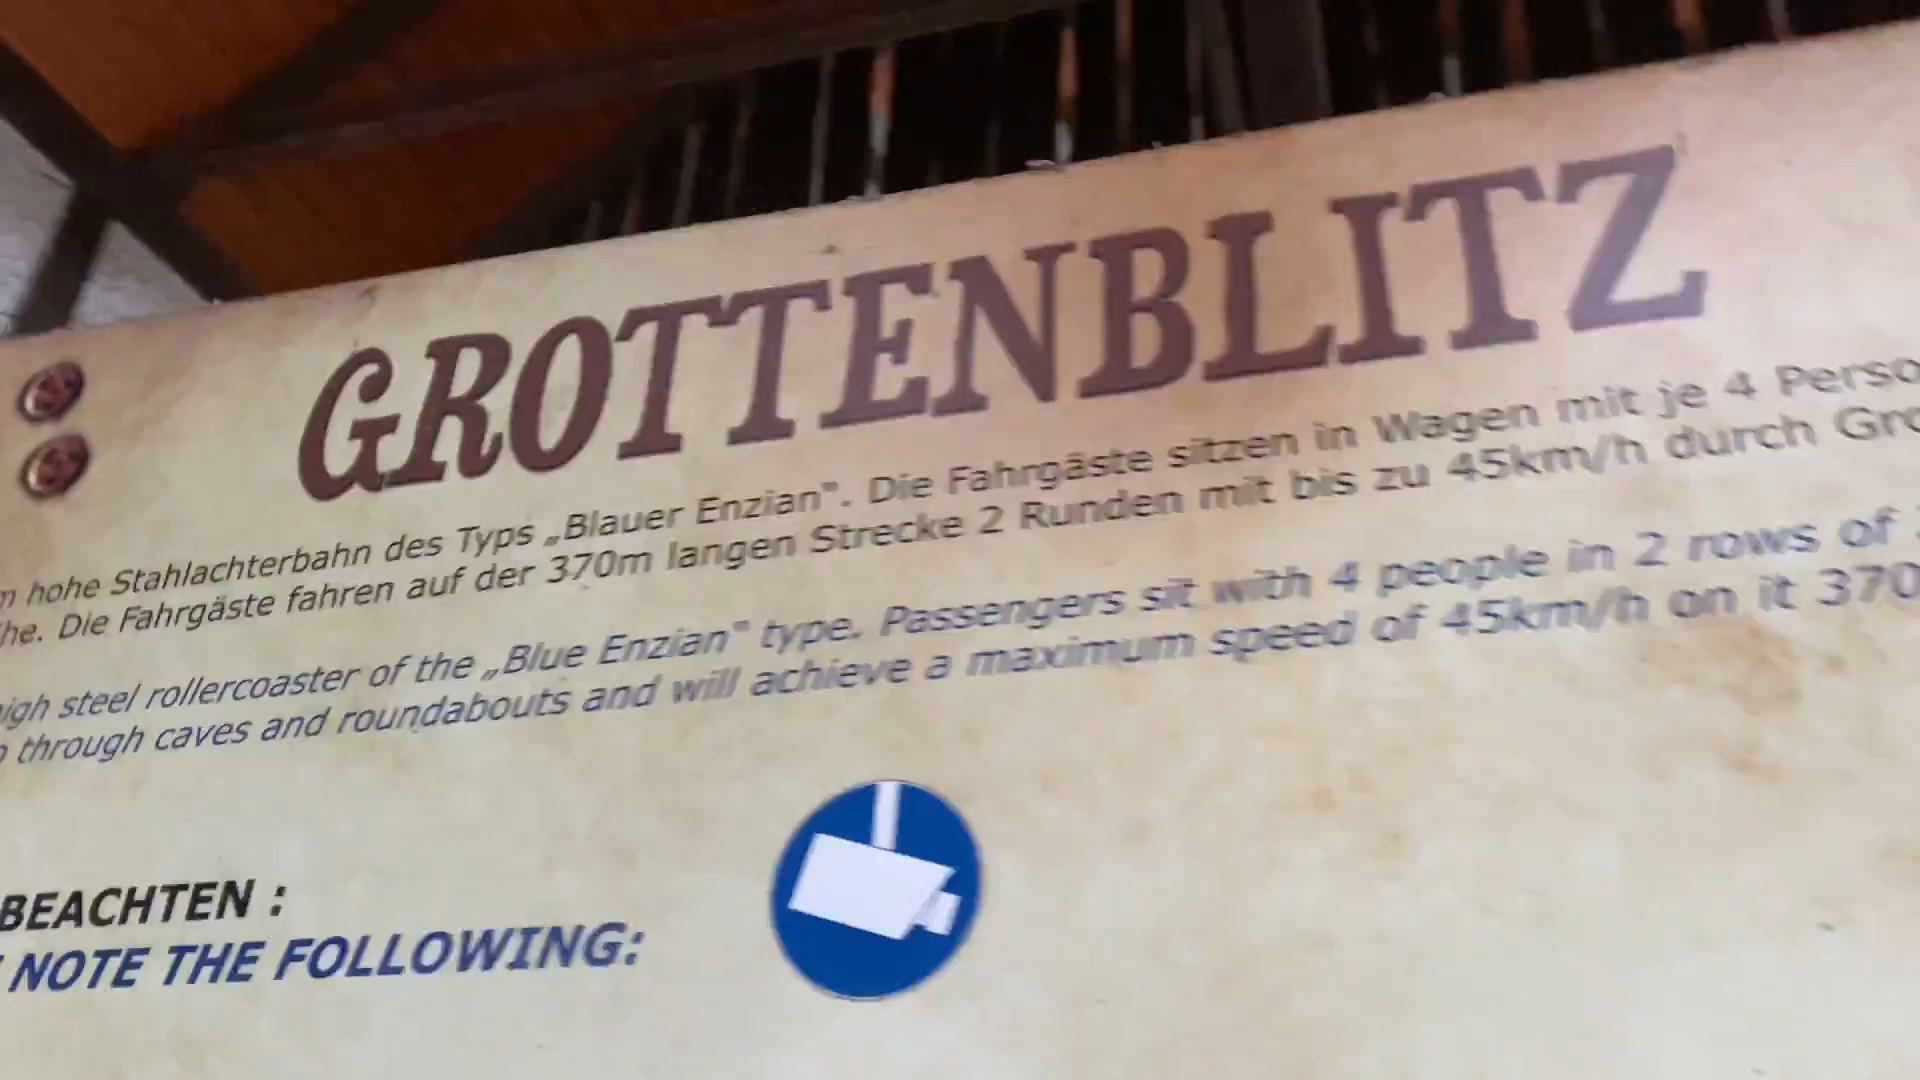 GROTTENBLITZ
m hohe Stahlachterbahn des Typs „Blauer Enzian". Die Fahrgäste sitzen in Wagen mit je 4 Perso
he. Die Fahrgäste fahren auf der 370m langen Strecke 2 Runden mit bis zu 45km/h durch Gro
igh steel rollercoaster of the „Blue Enzian" type. Passengers sit with 4 people in 2 rows of
through caves and roundabouts and will achieve a maximum speed of 45km/h on it 370
BEACHTEN :
NOTE THE FOLLOWING: